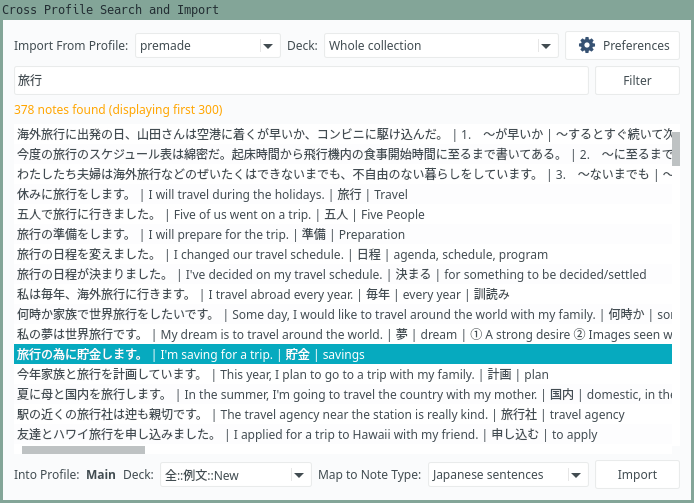 Cross Profile Search and Import
Import From Profile: premade Deck: Whole collection Preferences
旅行 Filter
378 notes found (displaying first 300)
海外旅行に出発の日、山田さんは空港に着くが早いか、コンビニに駆け込んだ。 | 1.　～が早いか | ～するとすぐ続いて次
今度の旅行のスケジュール表は綿密だ。起床時間から飛行機内の食事開始時間に至るまで書いてある。 | 2.　～に至るまで
わたしたち夫婦は海外旅行などのぜいたくはできないまでも、不自由のない暮らしをしています。 | 3.　～ないまでも | ～
休みに旅行をします。 | I will travel during the holidays. | 旅行 | Travel
五人で旅行に行きました。 | Five of us went on a trip. | 五人 | Five People
旅行の準備をします。 | I will prepare for the trip. | 準備 | Preparation
旅行の日程を変えました。 | I changed our travel schedule. | 日程 | agenda, schedule, program
旅行の日程が決まりました。 | I've decided on my travel schedule. | 決まる | for something to be decided/settled
私は毎年、海外旅行に行きます。 | I travel abroad every year. | 毎年 | every year | 訓読み
何時か家族で世界旅行をしたいです。 | Some day, I would like to travel around the world with my family. | 何時か | so
私の夢は世界旅行です。 | My dream is to travel around the world. | 夢 | dream | ① A strong desire ② Images seen w
旅行の為に貯金します。 | I'm saving for a trip. | 貯金 | savings
今年家族と旅行を計画しています。 | This year, I plan to go to a trip with my family. | 計画 | plan
夏に母と国内を旅行します。 | In the summer, I'm going to travel the country with my mother. | 国内 | domestic, in the
駅の近くの旅行社は迚も親切です。 | The travel agency near the station is really kind. | 旅行社 | travel agency
友達とハワイ旅行を申し込みました。 | I applied for a trip to Hawaii with my friend. | 申し込む | to apply
Into Profile: Main Deck: 全::例文::New Map to Note Type: Japanese sentences Import